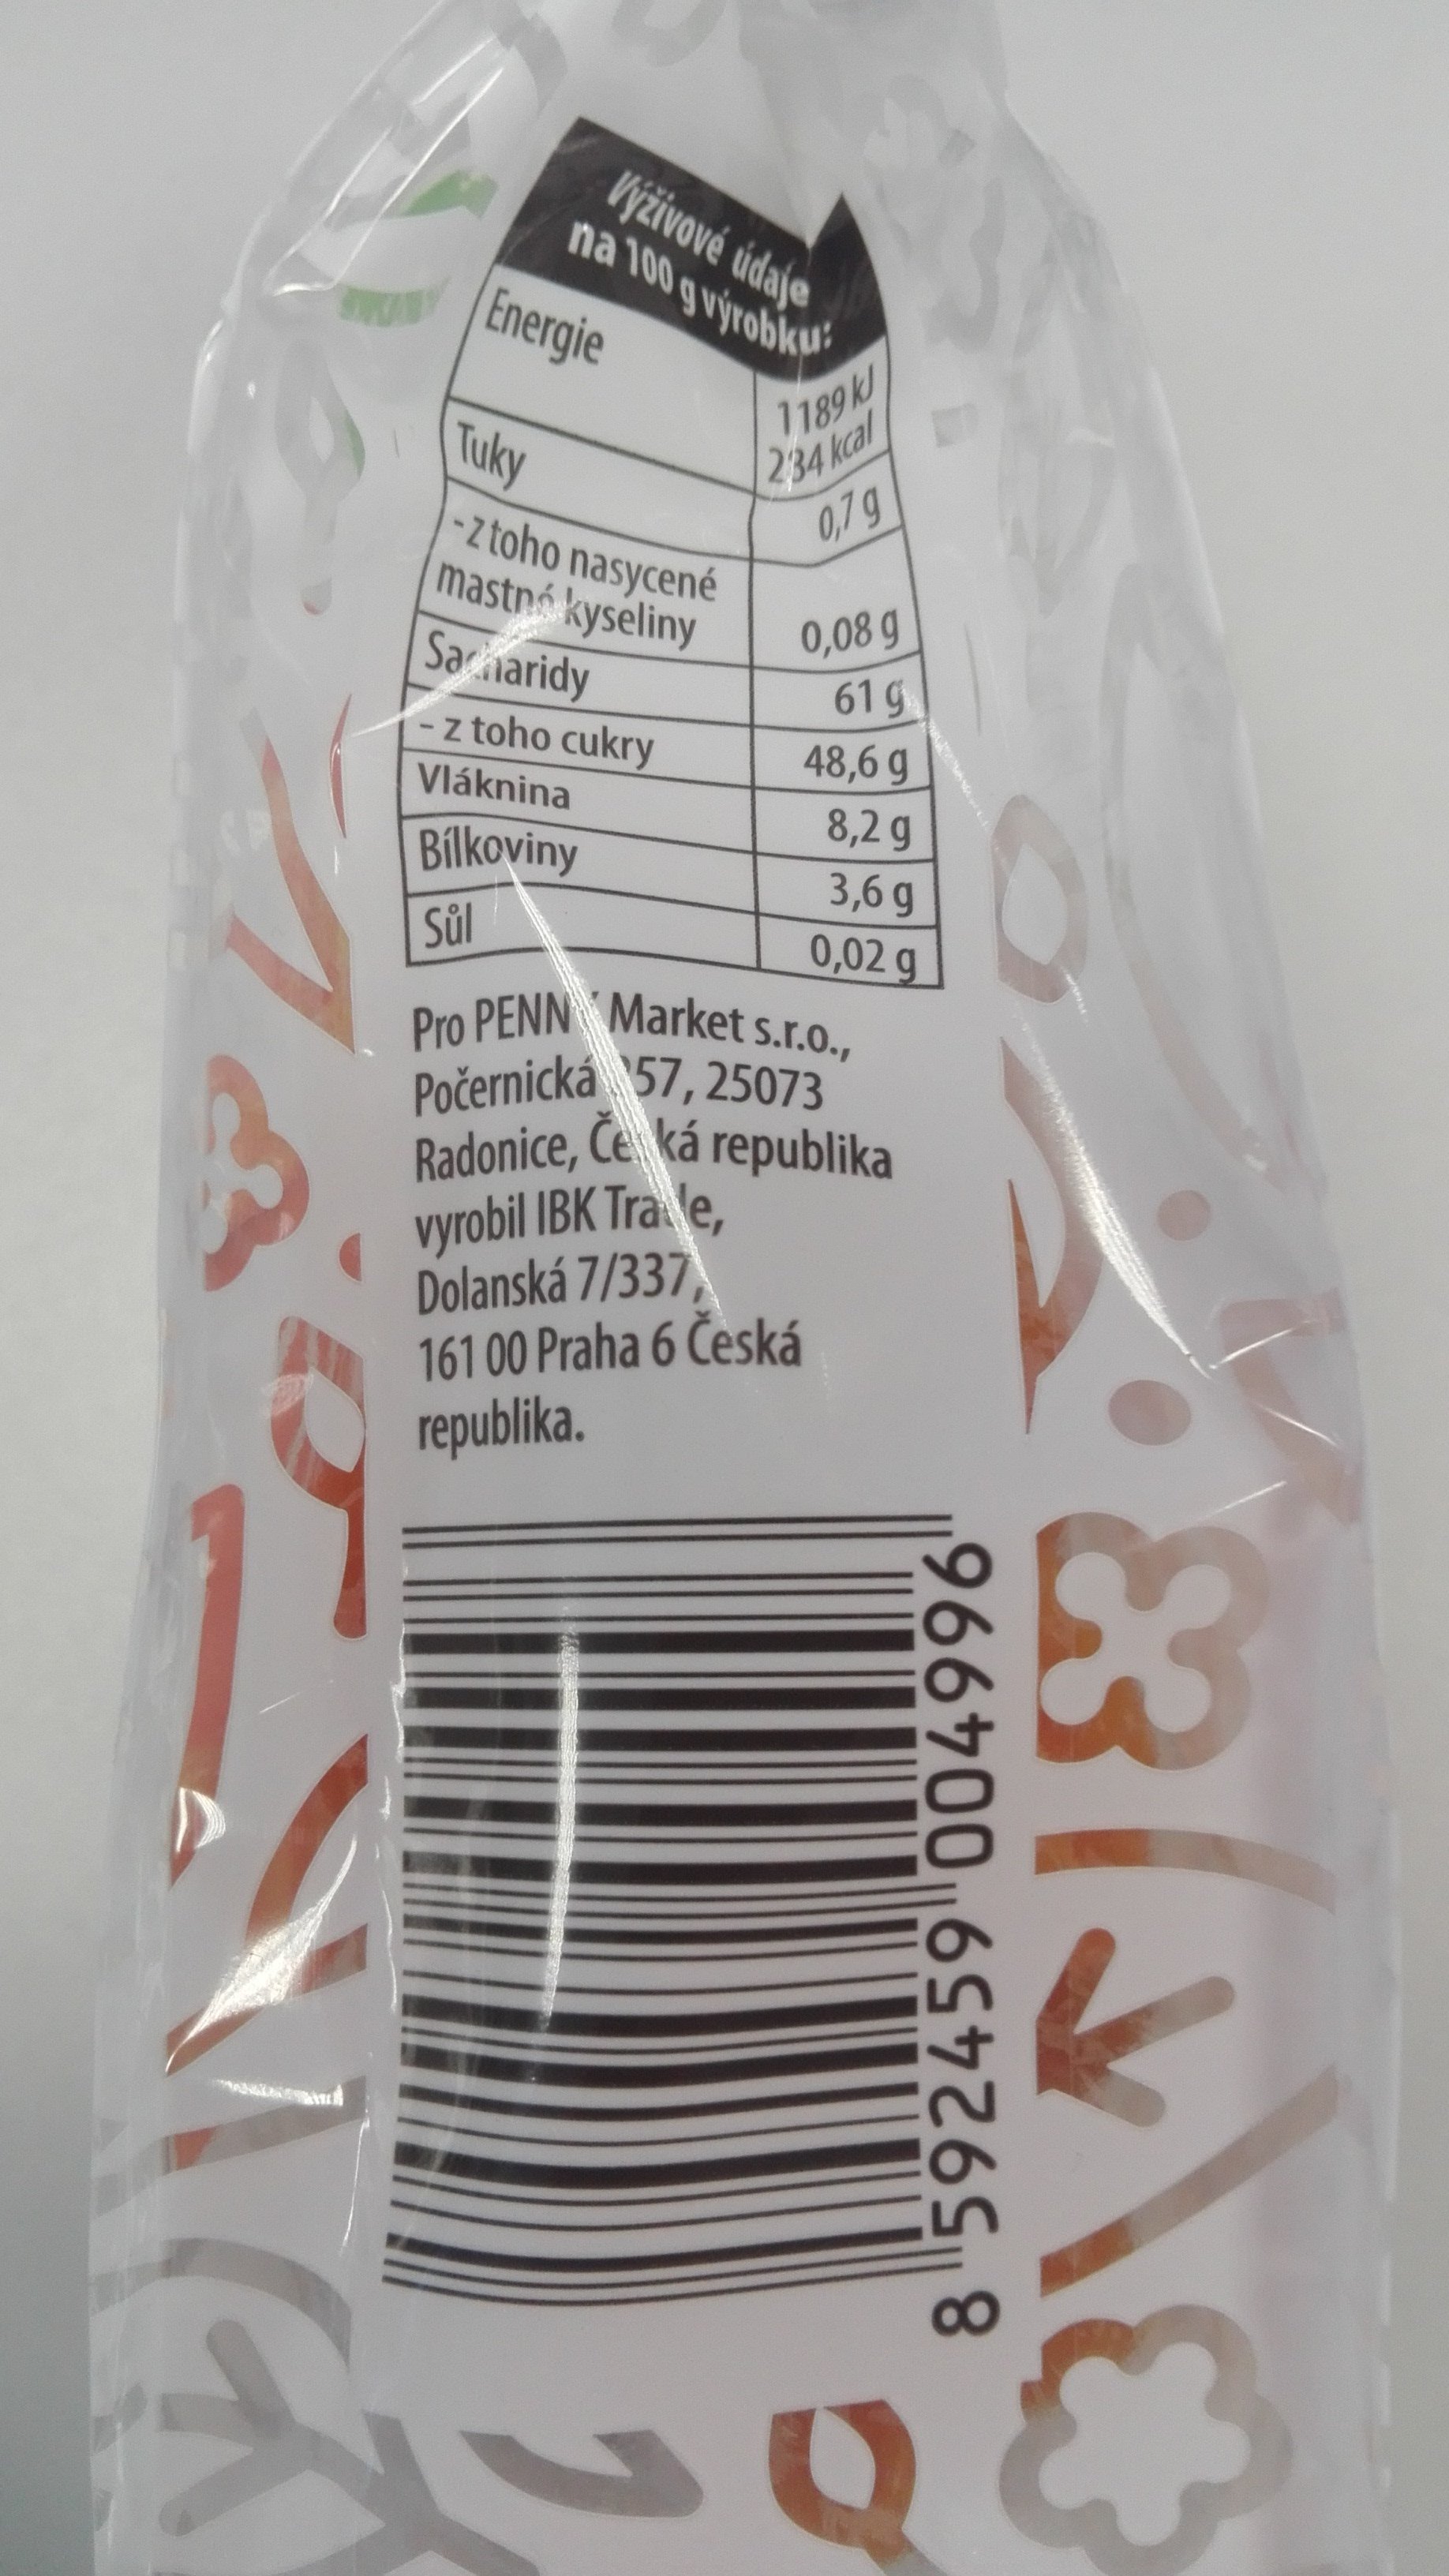 Výživové údaje
na 100 g výrobku:
Energie 1189 kJ
284 kcal
Tuky 0,7 g
- z toho nasycené
mastné kyseliny 0,08 g
Sacharidy 61 g
- z toho cukry 48,6 g
Vláknina 8,2 g
Bílkoviny 3,6 g
Sůl 0,02 g
Pro PENNY Market s.r.o.,
Počernická 257, 25073
Radonice, Česká republika
vyrobil IBK Trade,
Dolanská 7/337,
161 00 Praha 6 Česká
republika.
8 592459 004996